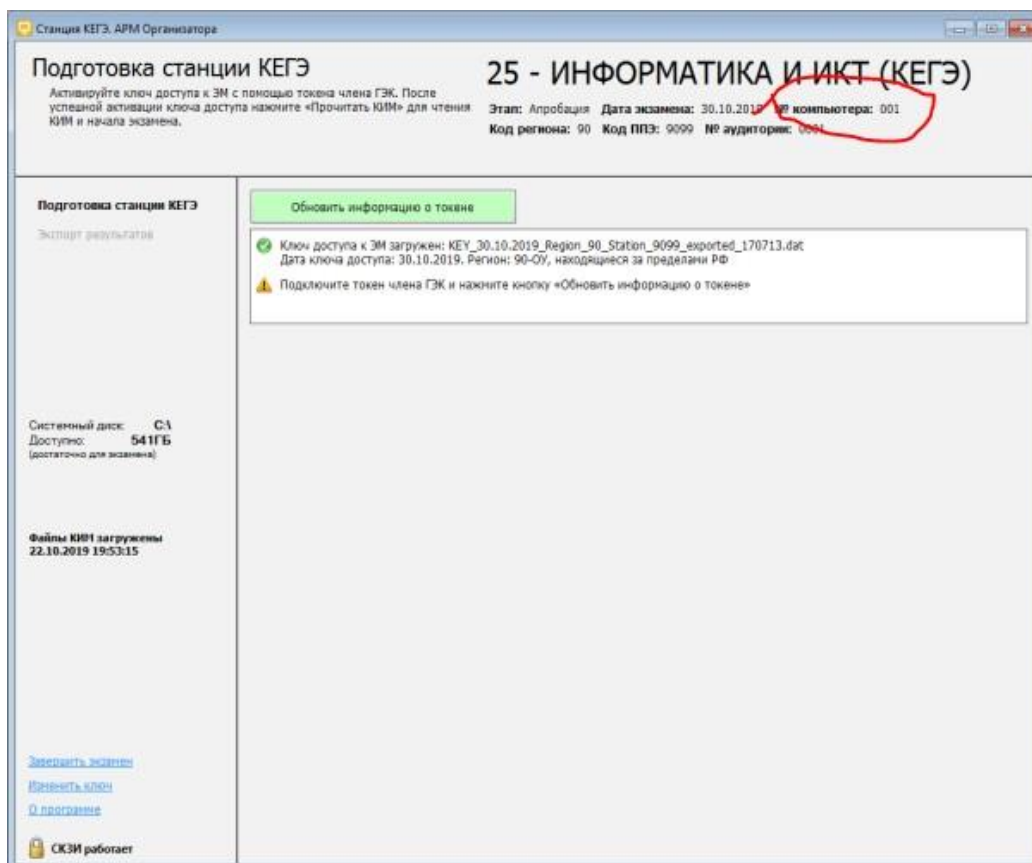 Станция КЕГЭ. АРМ Организатора
Подготовка станции КЕГЭ
Активируйте ключ доступа к ЭМ с помощью токена члена ГЭК. После
успешной активации ключа доступа нажмите «Прочитать КИМ» для чтения
КИМ и начала экзамена.
25 - ИНФОРМАТИКА И ИКТ (КЕГЭ)
Этап: Апробация Дата экзамена: 30.10.2019 № компьютера: 001
Код региона: 90 Код ППЭ: 9099 № аудитории:
Подготовка станции КЕГЭ
Экспорт результатов
Обновить информацию о токене
Ключ доступа к ЭМ загружен: KEY_30.10.2019_Region_90_Station_9099_exported_170713.dat
Дата ключа доступа: 30.10.2019. Регион: 90-ОУ, находящиеся за пределами РФ
Подключите токен члена ГЭК и нажмите кнопку «Обновить информацию о токене»
Системный диск: C:\
Доступно: 541ГБ
(достаточно для экзамена)
Файлы КИМ загружены
22.10.2019 19:53:15
Завершить экзамен
Изменить ключ
О программе
СКЗИ работает